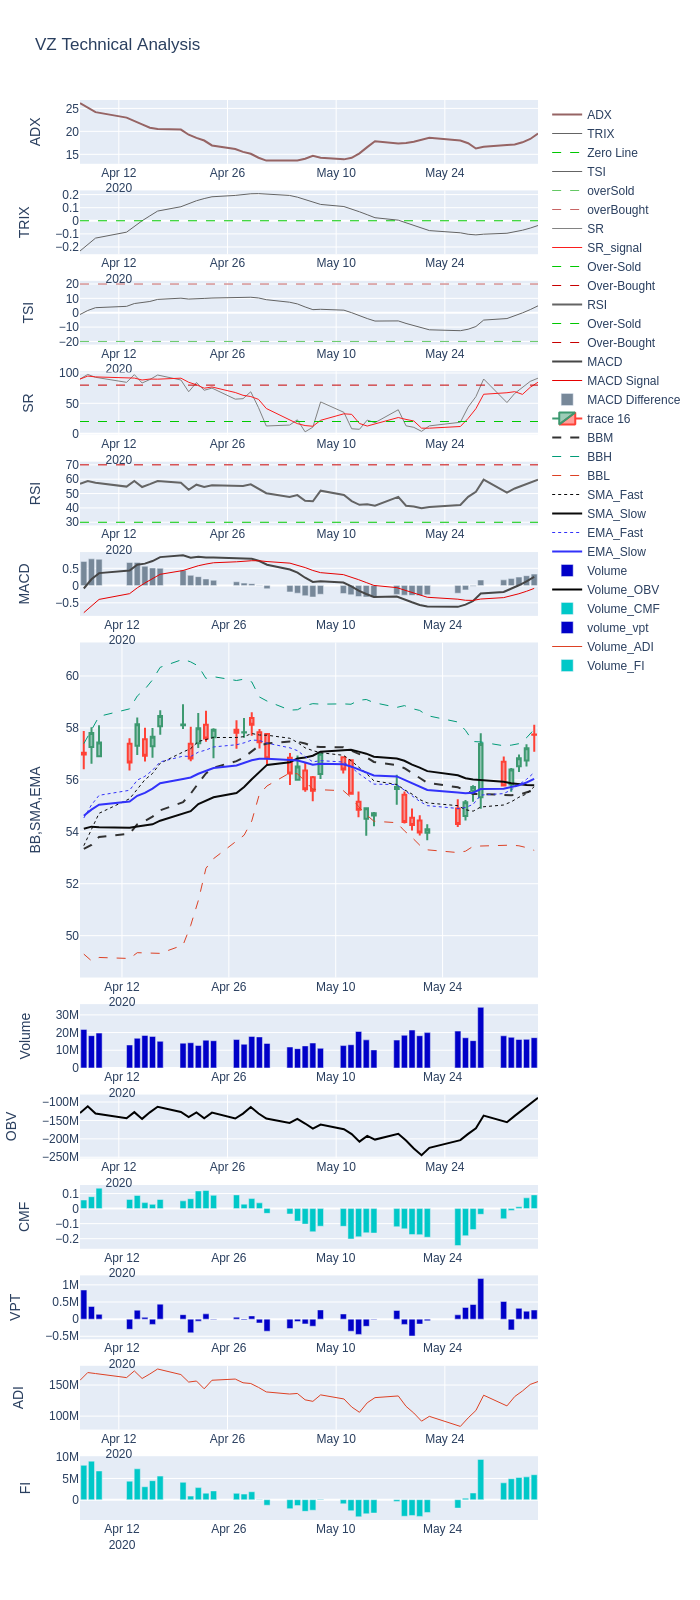 VZ Technical Analysis
ADX
25
20
15
Apr 12
2020
Apr 26
May 10
May 24
TRIX
0.2
0.1
0
−0.1
−0.2
Apr 12
2020
Apr 26
May 10
May 24
TSI
20
10
0
−10
−20
Apr 12
2020
Apr 26
May 10
May 24
SR
100
50
0
Apr 12
2020
Apr 26
May 10
May 24
RSI
70
60
50
40
30
Apr 12
2020
Apr 26
May 10
May 24
MACD
0.5
0
−0.5
Apr 12
2020
Apr 26
May 10
May 24
BB,SMA,EMA
60
58
56
54
52
50
Apr 12
2020
Apr 26
May 10
May 24
Volume
30M
20M
10M
0
Apr 12
2020
Apr 26
May 10
May 24
OBV
−100M
−150M
−200M
−250M
Apr 12
2020
Apr 26
May 10
May 24
CMF
0.1
0
−0.1
−0.2
Apr 12
2020
Apr 26
May 10
May 24
VPT
1M
0.5M
0
−0.5M
Apr 12
2020
Apr 26
May 10
May 24
ADI
150M
100M
Apr 12
2020
Apr 26
May 10
May 24
FI
10M
5M
0
Apr 12
2020
Apr 26
May 10
May 24
ADX
TRIX
Zero Line
TSI
overSold
overBought
SR
SR_signal
Over-Sold
Over-Bought
RSI
Over-Sold
Over-Bought
MACD
MACD Signal
MACD Difference
trace 16
BBM
BBH
BBL
SMA_Fast
SMA_Slow
EMA_Fast
EMA_Slow
Volume
Volume_OBV
Volume_CMF
volume_vpt
Volume_ADI
Volume_FI